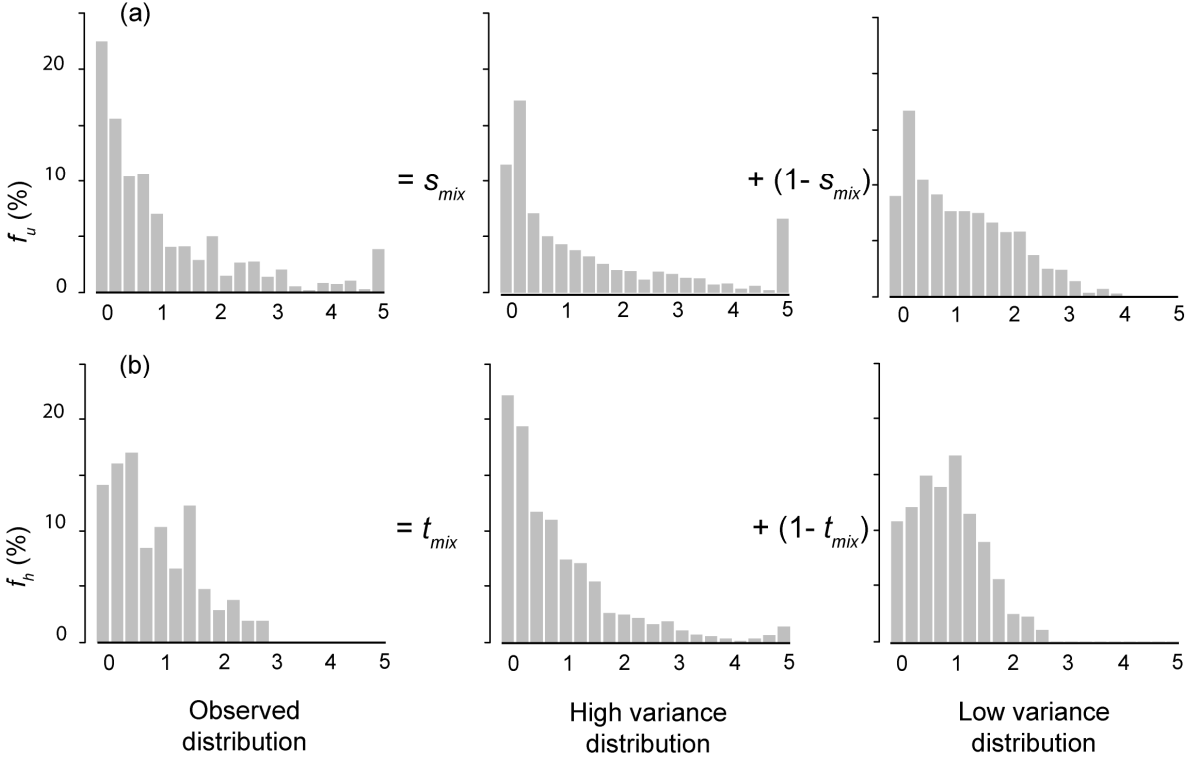 (a)
20
10
0
f_u (%)
= s_mix
+ (1- s_mix)
0 1 2 3 4 5
0 1 2 3 4 5
0 1 2 3 4 5
(b)
20
10
0
f_h (%)
= t_mix
+ (1- t_mix)
0 1 2 3 4 5
0 1 2 3 4 5
0 1 2 3 4 5
Observed
distribution
High variance
distribution
Low variance
distribution